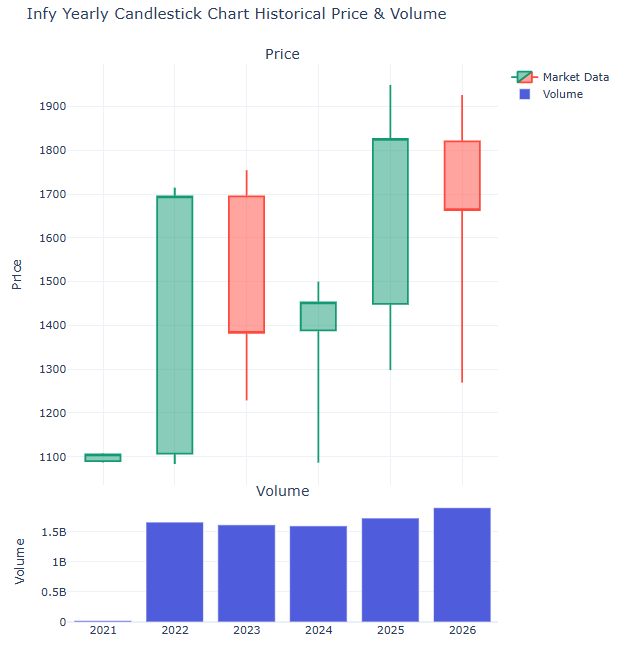 Infy Yearly Candlestick Chart Historical Price & Volume
Price
Market Data
Volume
1900
1800
1700
1600
1500
1400
1300
1200
1100
Price
Volume
1.5B
1B
0.5B
0
Volume
2021 2022 2023 2024 2025 2026